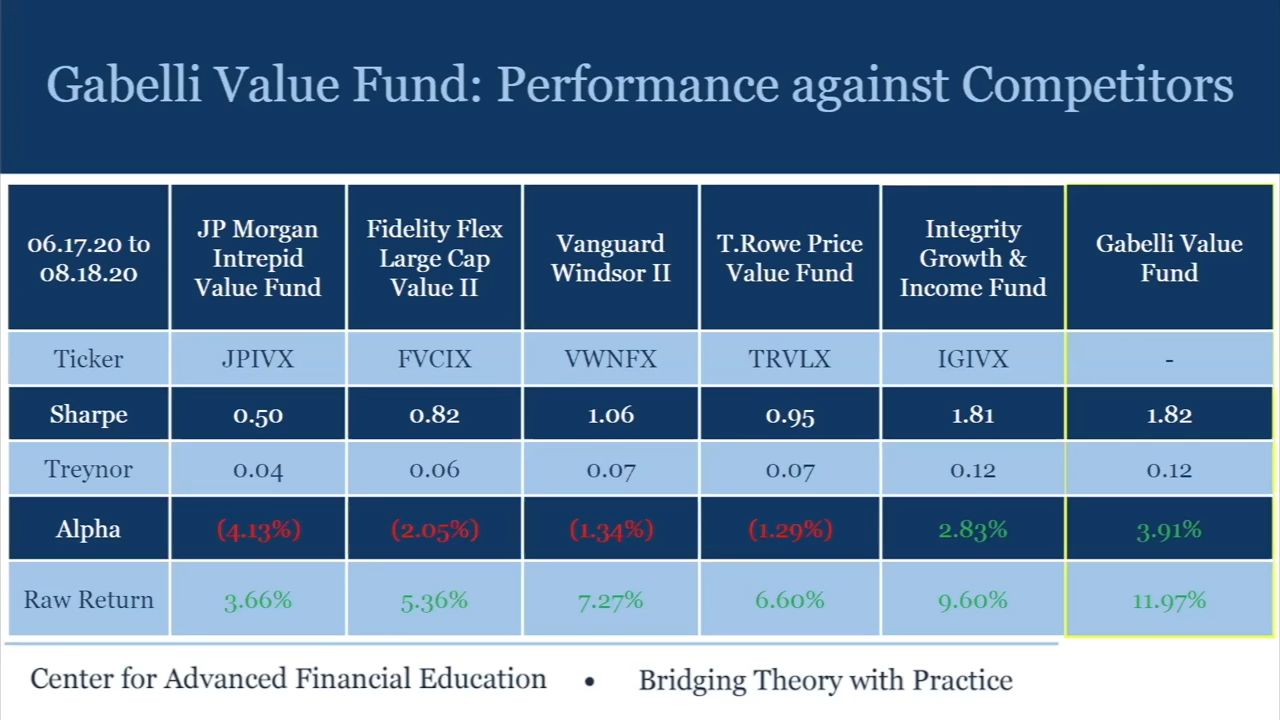 Gabelli Value Fund: Performance against Competitors
06.17.20 to
08.18.20
JP Morgan
Intrepid
Value Fund
Fidelity Flex
Large Cap
Value II
Vanguard
Windsor II
T.Rowe Price
Value Fund
Integrity
Growth &
Income Fund
Gabelli Value
Fund
Ticker JPIVX FVCIX VWNFX TRVLX IGIVX -
Sharpe 0.50 0.82 1.06 0.95 1.81 1.82
Treynor 0.04 0.06 0.07 0.07 0.12 0.12
Alpha (4.13%) (2.05%) (1.34%) (1.29%) 2.83% 3.91%
Raw Return 3.66% 5.36% 7.27% 6.60% 9.60% 11.97%
Center for Advanced Financial Education • Bridging Theory with Practice